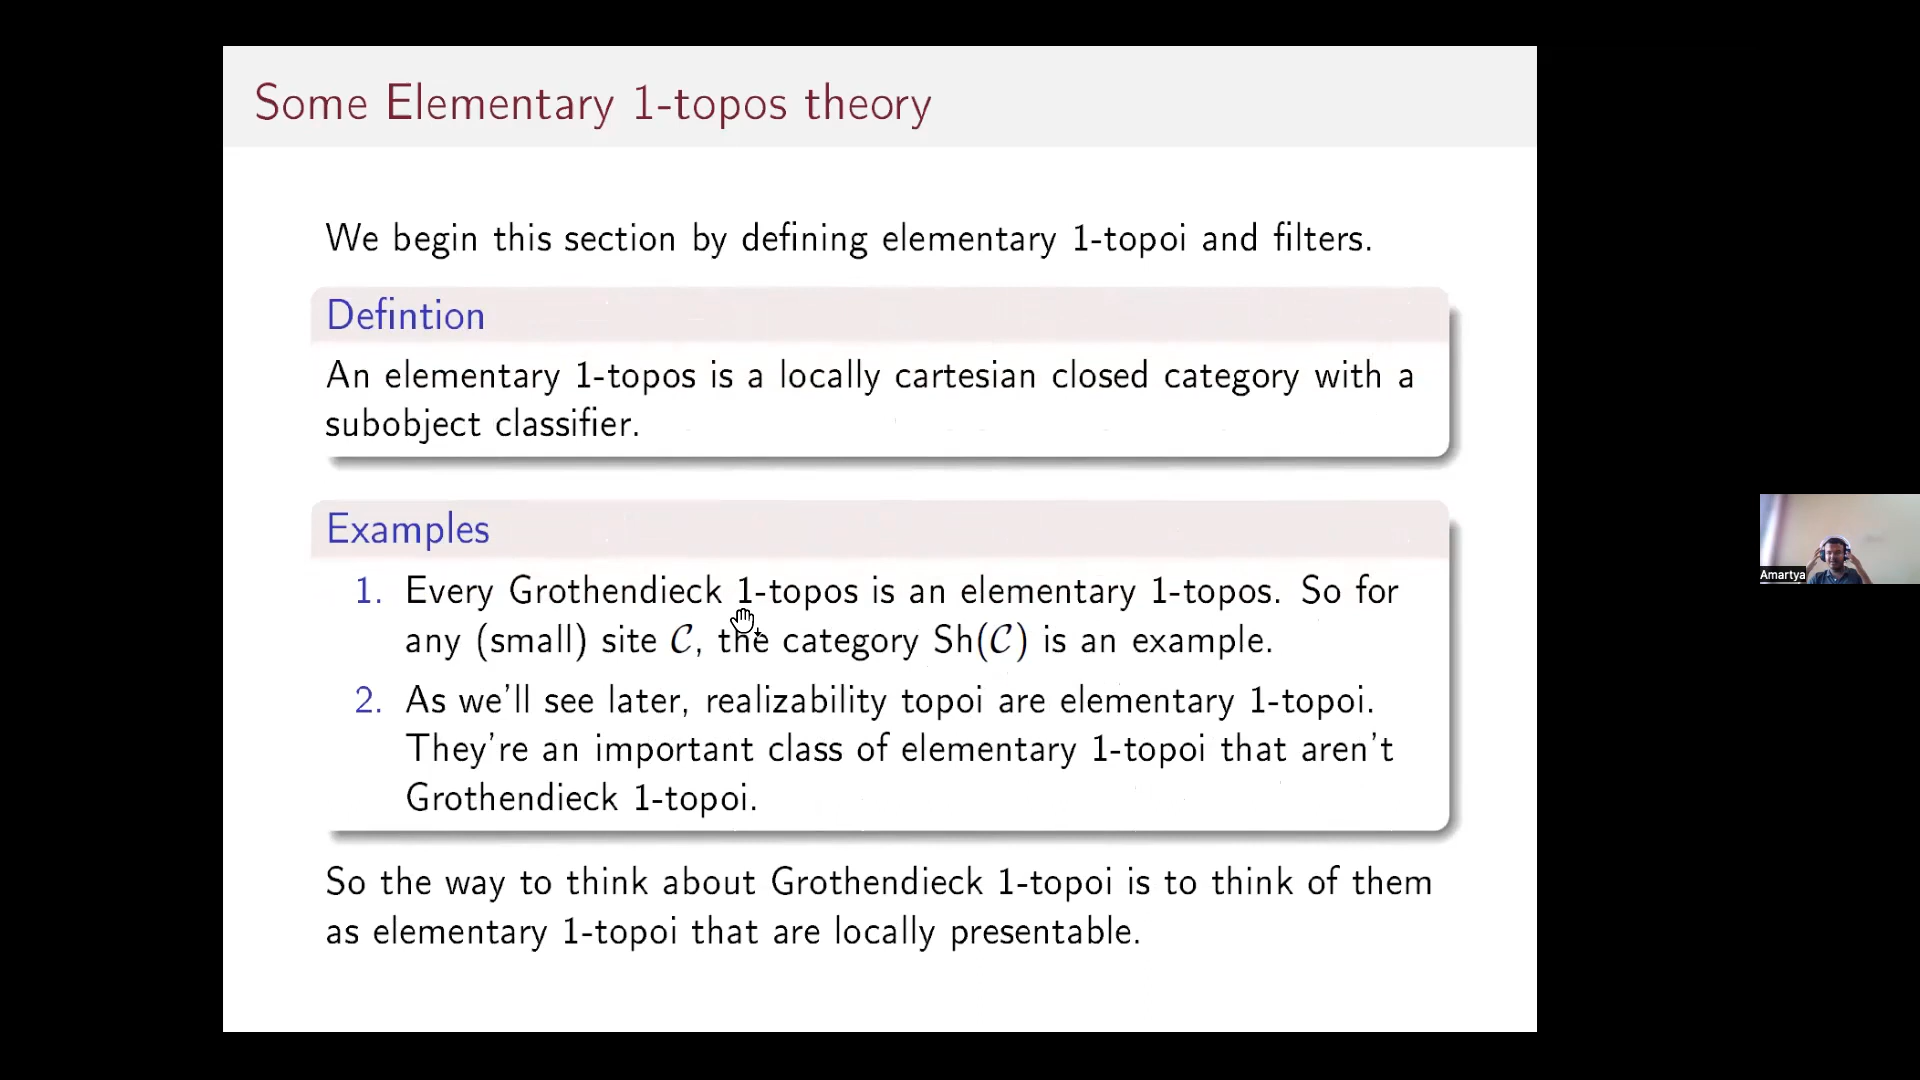 Some Elementary 1-topos theory
We begin this section by defining elementary 1-topoi and filters.
Defintion
An elementary 1-topos is a locally cartesian closed category with a
subobject classifier.
Examples
1. Every Grothendieck 1-topos is an elementary 1-topos. So for
any (small) site 𝒞, the category Sh(𝒞) is an example.
2. As we'll see later, realizability topoi are elementary 1-topoi.
They're an important class of elementary 1-topoi that aren't
Grothendieck 1-topoi.
So the way to think about Grothendieck 1-topoi is to think of them
as elementary 1-topoi that are locally presentable.
Amartya